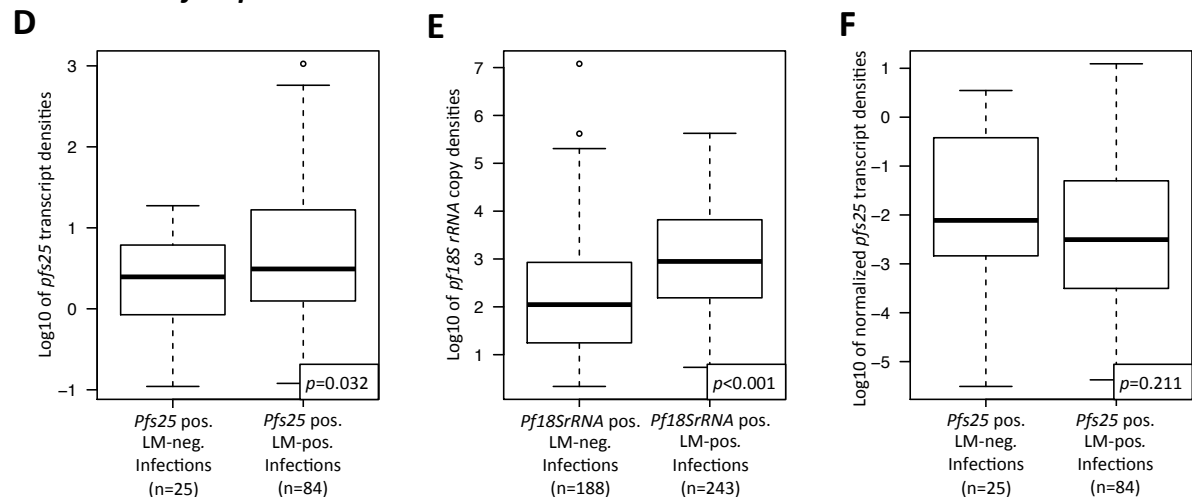 D
Log10 of pfs25 transcript densities
3
2
1
0
−1
p=0.032
Pfs25 pos.
LM-neg.
Infections
(n=25)
Pfs25 pos.
LM-pos.
Infections
(n=84)
E
Log10 of pf18S rRNA copy densities
7
6
5
4
3
2
1
p<0.001
Pf18SrRNA pos.
LM-neg.
Infections
(n=188)
Pf18SrRNA pos.
LM-pos.
Infections
(n=243)
F
Log10 of normalized pfs25 transcript densities
1
0
−1
−2
−3
−4
−5
p=0.211
Pfs25 pos.
LM-neg.
Infections
(n=25)
Pfs25 pos.
LM-pos.
Infections
(n=84)